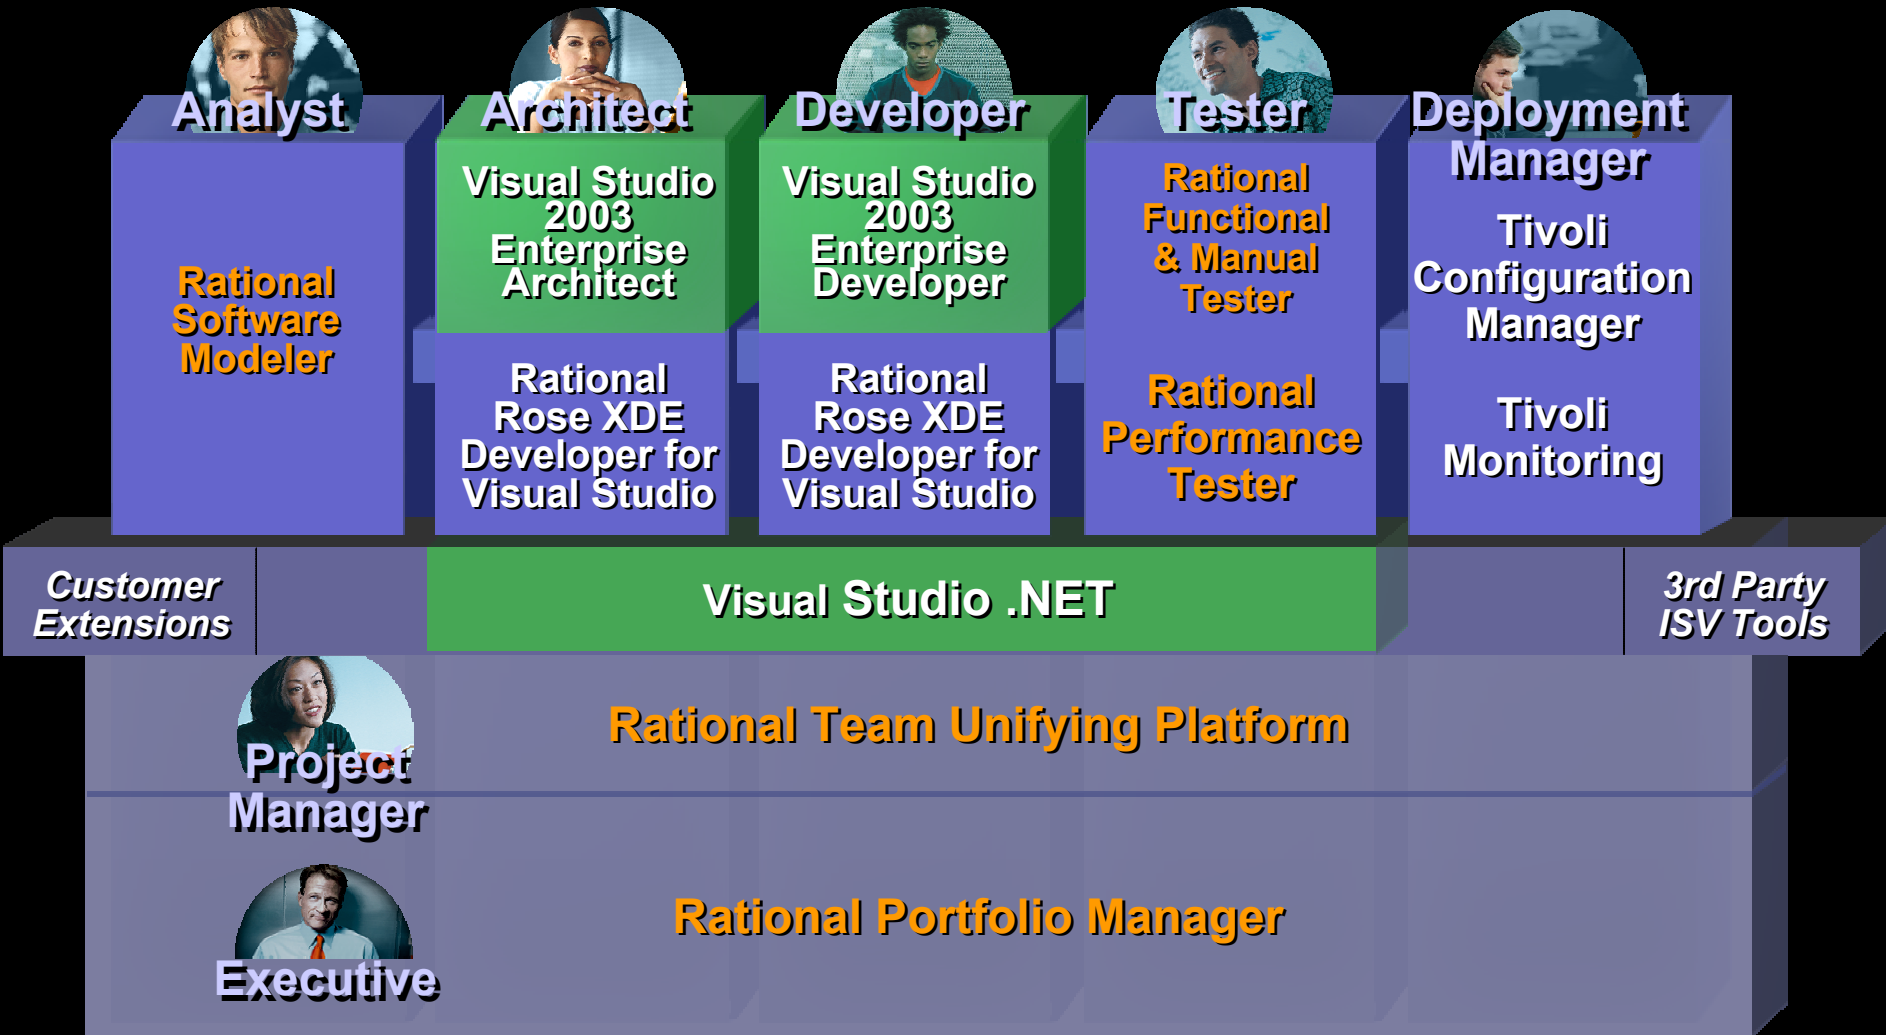 Analyst
Rational
Software
Modeler
Architect
Visual Studio
2003
Enterprise
Architect
Rational
Rose XDE
Developer for
Visual Studio
Developer
Visual Studio
2003
Enterprise
Developer
Rational
Rose XDE
Developer for
Visual Studio
Tester
Rational
Functional
& Manual
Tester
Rational
Performance
Tester
Deployment
Manager
Tivoli
Configuration
Manager
Tivoli
Monitoring
Customer
Extensions
Visual Studio .NET
3rd Party
ISV Tools
Project
Manager
Rational Team Unifying Platform
Executive
Rational Portfolio Manager